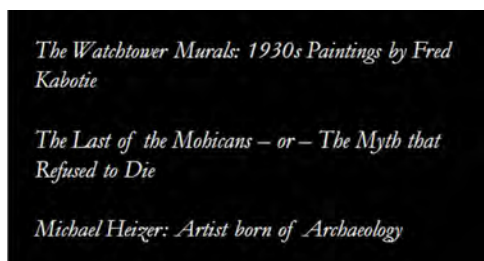 The Watchtower Murals: 1930s Paintings by Fred
Kabotie
The Last of the Mohicans – or – The Myth that
Refused to Die
Michael Heizer: Artist born of Archaeology